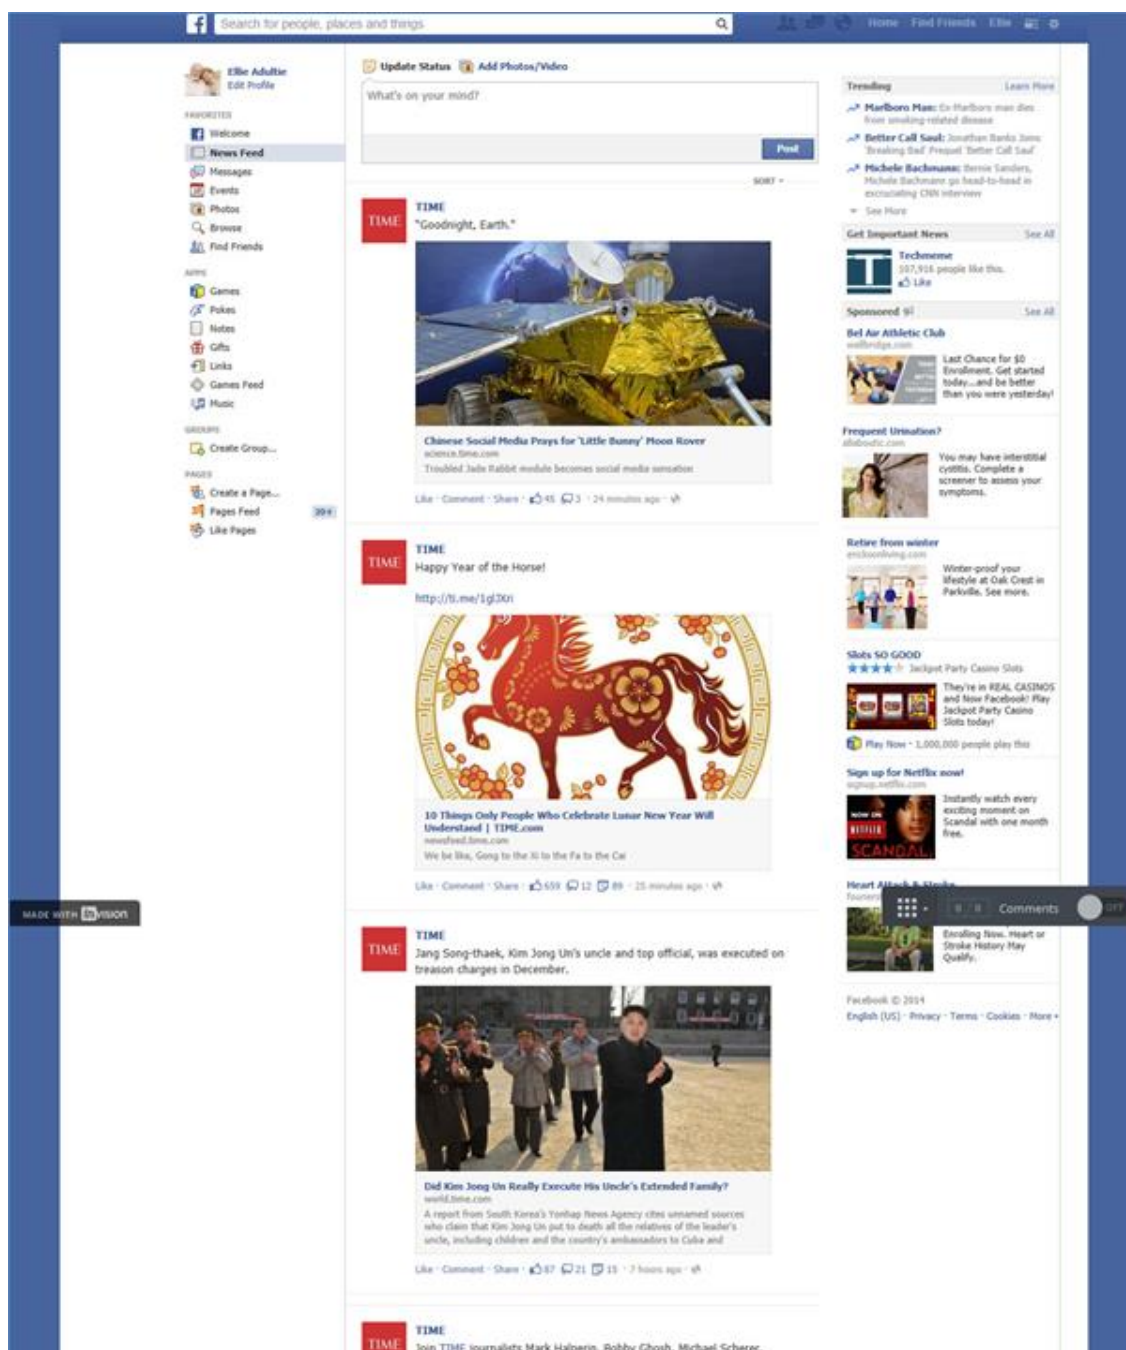 Search for people, places and things
Home Find Friends Ellie
Ellie Adultie
Edit Profile
FAVORITES
Welcome
News Feed
Messages
Events
Photos
Browse
Find Friends
APPS
Games
Pokes
Notes
Gifts
Links
Games Feed
Music
GROUPS
Create Group...
PAGES
Create a Page...
Pages Feed 20+
Like Pages
Update Status Add Photos/Video
What's on your mind?
Post
SORT
TIME
TIME
"Goodnight, Earth."
Chinese Social Media Prays for 'Little Bunny' Moon Rover
science.time.com
Troubled Jade Rabbit module becomes social media sensation
Like · Comment · Share · 45 3 · 24 minutes ago ·
TIME
TIME
Happy Year of the Horse!
10 Things Only People Who Celebrate Lunar New Year Will
Understand | TIME.com
newsfeed.time.com
We be like, Gong to the Xi to the Fa to the Cai
Like · Comment · Share · 659 12 89 · 25 minutes ago ·
TIME
TIME
Jang Song-thaek, Kim Jong Un's uncle and top official, was executed on
treason charges in December.
Did Kim Jong Un Really Execute His Uncle's Extended Family?
world.time.com
A report from South Korea's Yonhap News Agency cites unnamed sources
who claim that Kim Jong Un put to death all the relatives of the leader's
uncle, including children and the country's ambassadors to Cuba and
Like · Comment · Share · 87 21 15 · 7 hours ago ·
TIME
TIME
Join TIME journalists Mark Halperin, Bobby Ghosh, Michael Scherer
Trending Learn More
Marlboro Man: Ex-Marlboro man dies
from smoking-related disease
Better Call Saul: Jonathan Banks Joins
'Breaking Bad' Prequel 'Better Call Saul'
Michele Bachmann: Bernie Sanders,
Michele Bachmann go head-to-head in
excruciating CNN interview
See More
Get Important News See All
Techmeme
107,916 people like this.
Like
Sponsored See All
Bel Air Athletic Club
wellbridge.com
Last Chance for $0
Enrollment. Get started
today...and be better
than you were yesterday!
Frequent Urination?
You may have interstitial
cystitis. Complete a
screener to assess your
symptoms.
Retire from winter
ericksonliving.com
Winter-proof your
lifestyle at Oak Crest in
Parkville. See more.
Slots SO GOOD
Jackpot Party Casino Slots
They're in REAL CASINOS
and Now Facebook! Play
Jackpot Party Casino
Slots today!
Play Now · 1,000,000 people play this
Sign up for Netflix now!
signup.netflix.com
NOW ON
NETFLIX
SCANDAL
Instantly watch every
exciting moment on
Scandal with one month
free.
Heart Attack & Stroke
Enrolling Now. Heart or
Stroke History May
Qualify.
Facebook © 2014
English (US) · Privacy · Terms · Cookies · More
MADE WITH invision
Comments OFF